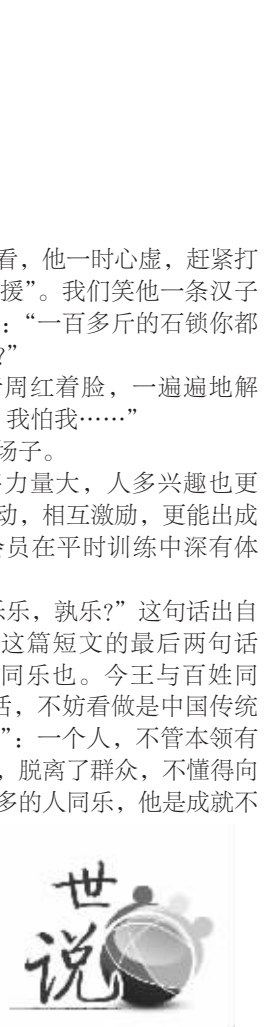 看，他一时心虚，赶紧打
援”。我们笑他一条汉子
：“一百多斤的石锁你都
?”
周红着脸，一遍遍地解
我怕我……”
场子。
力量大，人多兴趣也更
动，相互激励，更能出成
会员在平时训练中深有体
乐乐，孰乐?”这句话出自
这篇短文的最后两句话
同乐也。今王与百姓同
话，不妨看做是中国传统
”：一个人，不管本领有
，脱离了群众，不懂得向
多的人同乐，他是成就不
世
说